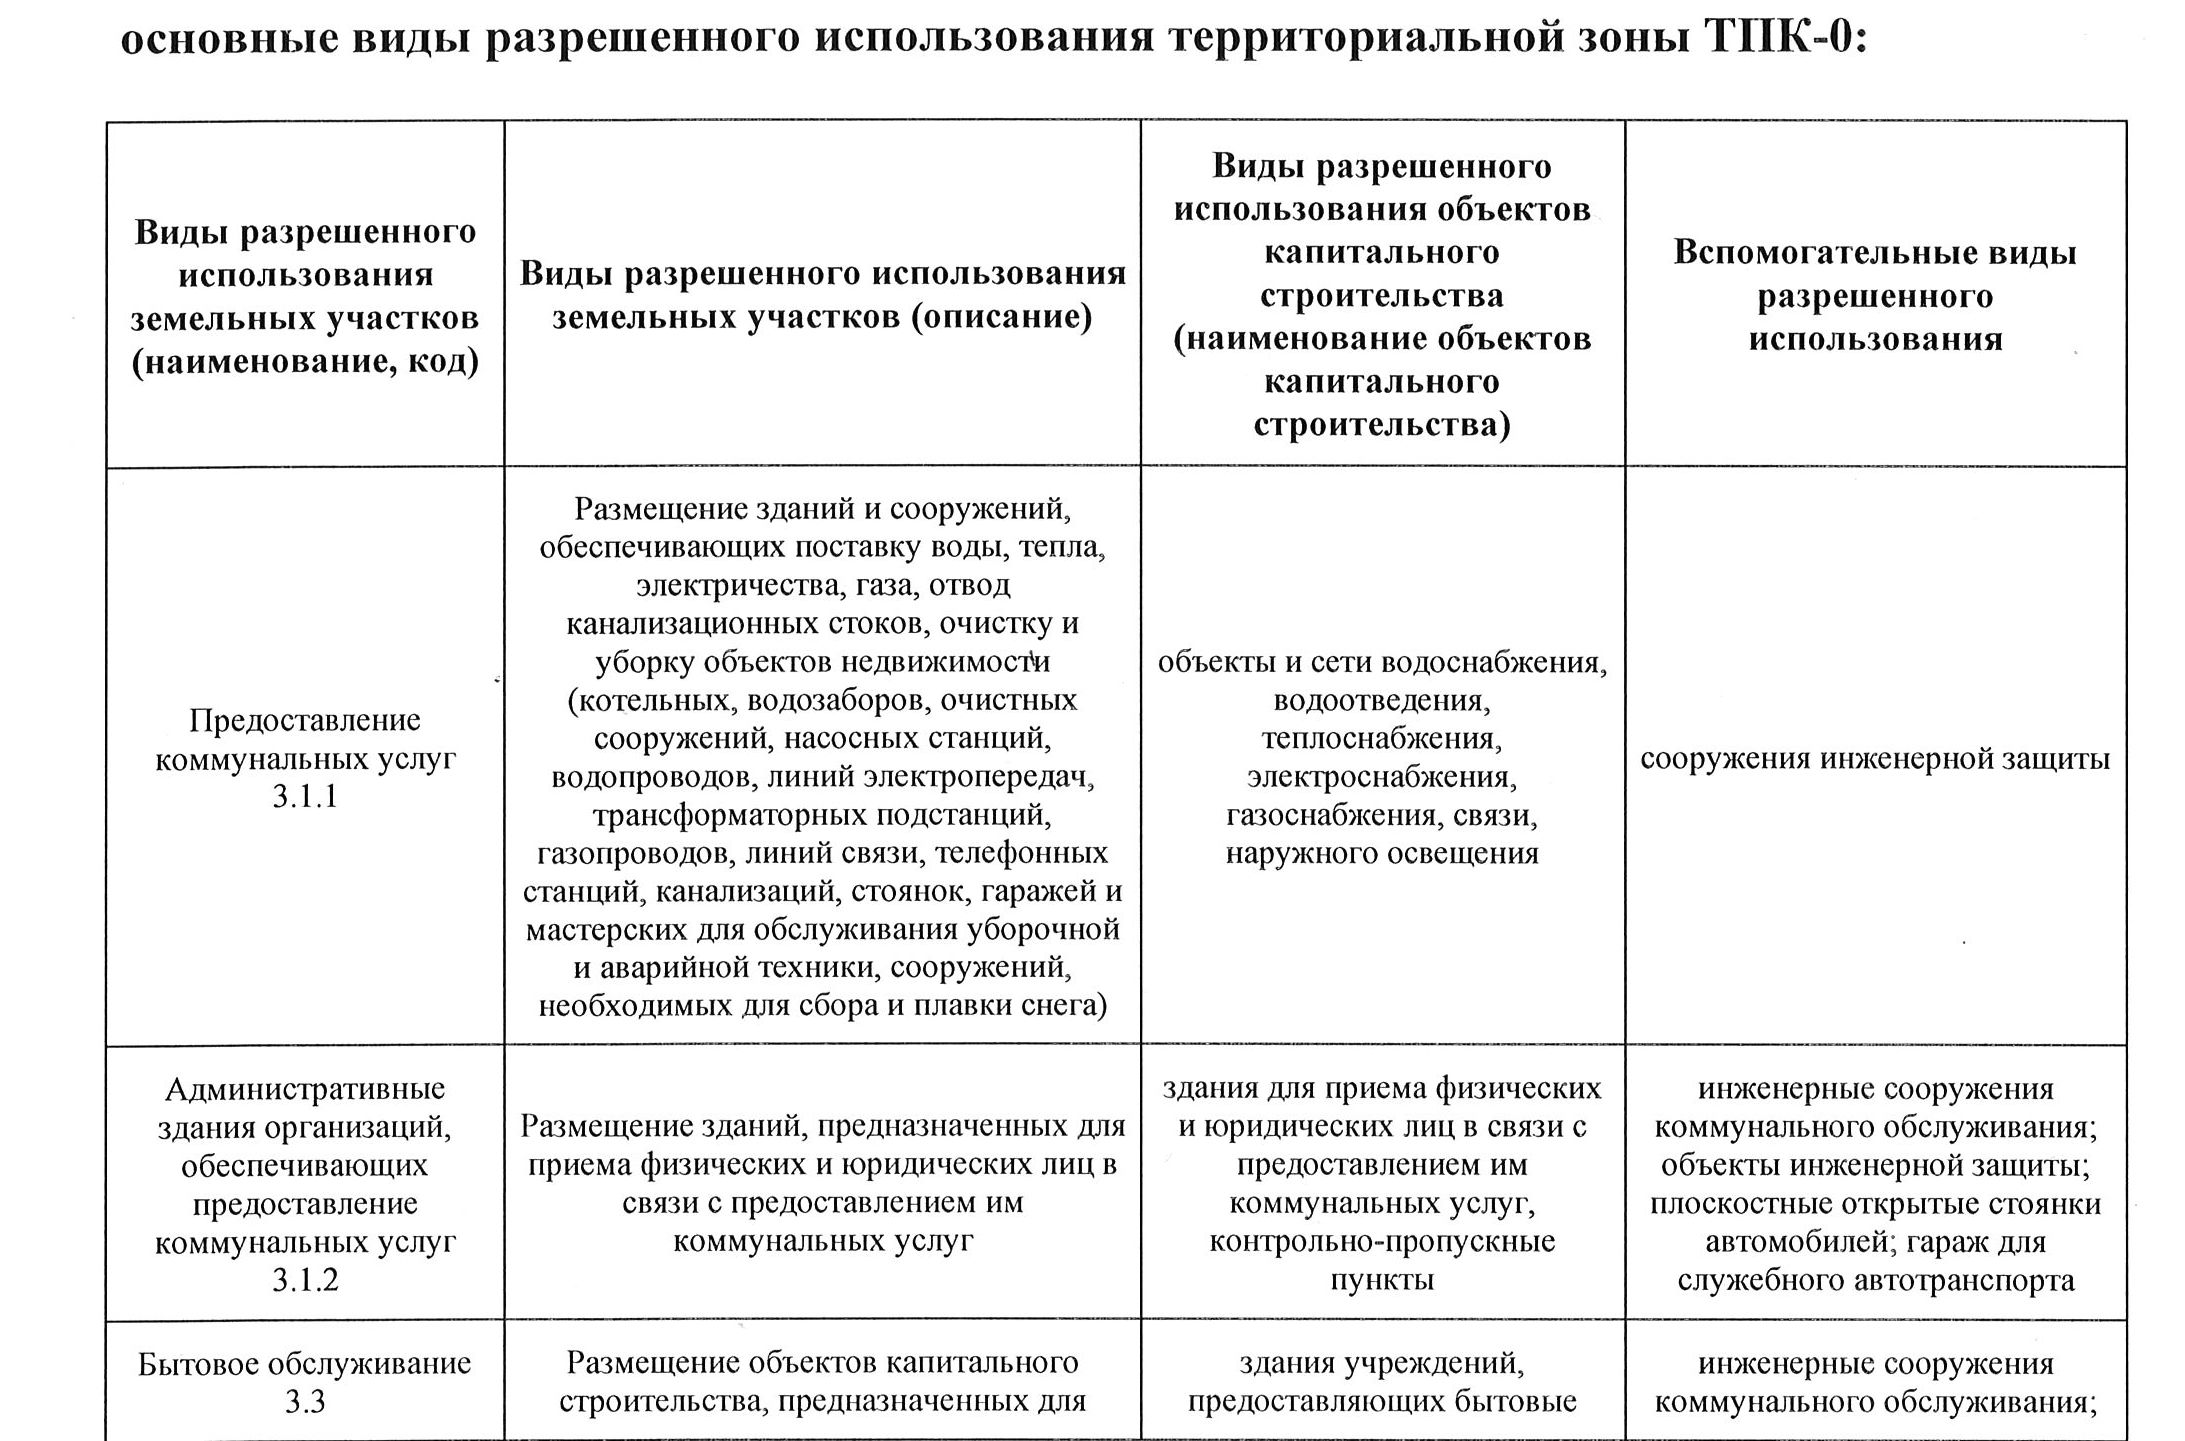 основные виды разрешенного использования территориальной зоны ТПК-0:
Виды разрешенного
использования
земельных участков
(наименование, код)
Виды разрешенного использования
земельных участков (описание)
Виды разрешенного
использования объектов
капитального
строительства
(наименование объектов
капитального
строительства)
Вспомогательные виды
разрешенного
использования
Предоставление
коммунальных услуг
3.1.1
Размещение зданий и сооружений,
обеспечивающих поставку воды, тепла,
электричества, газа, отвод
канализационных стоков, очистку и
уборку объектов недвижимости
(котельных, водозаборов, очистных
сооружений, насосных станций,
водопроводов, линий электропередач,
трансформаторных подстанций,
газопроводов, линий связи, телефонных
станций, канализаций, стоянок, гаражей и
мастерских для обслуживания уборочной
и аварийной техники, сооружений,
необходимых для сбора и плавки снега)
объекты и сети водоснабжения,
водоотведения,
теплоснабжения,
электроснабжения,
газоснабжения, связи,
наружного освещения
сооружения инженерной защиты
Административные
здания организаций,
обеспечивающих
предоставление
коммунальных услуг
3.1.2
Размещение зданий, предназначенных для
приема физических и юридических лиц в
связи с предоставлением им
коммунальных услуг
здания для приема физических
и юридических лиц в связи с
предоставлением им
коммунальных услуг,
контрольно-пропускные
пункты
инженерные сооружения
коммунального обслуживания;
объекты инженерной защиты;
плоскостные открытые стоянки
автомобилей; гараж для
служебного автотранспорта
Бытовое обслуживание
3.3
Размещение объектов капитального
строительства, предназначенных для
здания учреждений,
предоставляющих бытовые
инженерные сооружения
коммунального обслуживания;